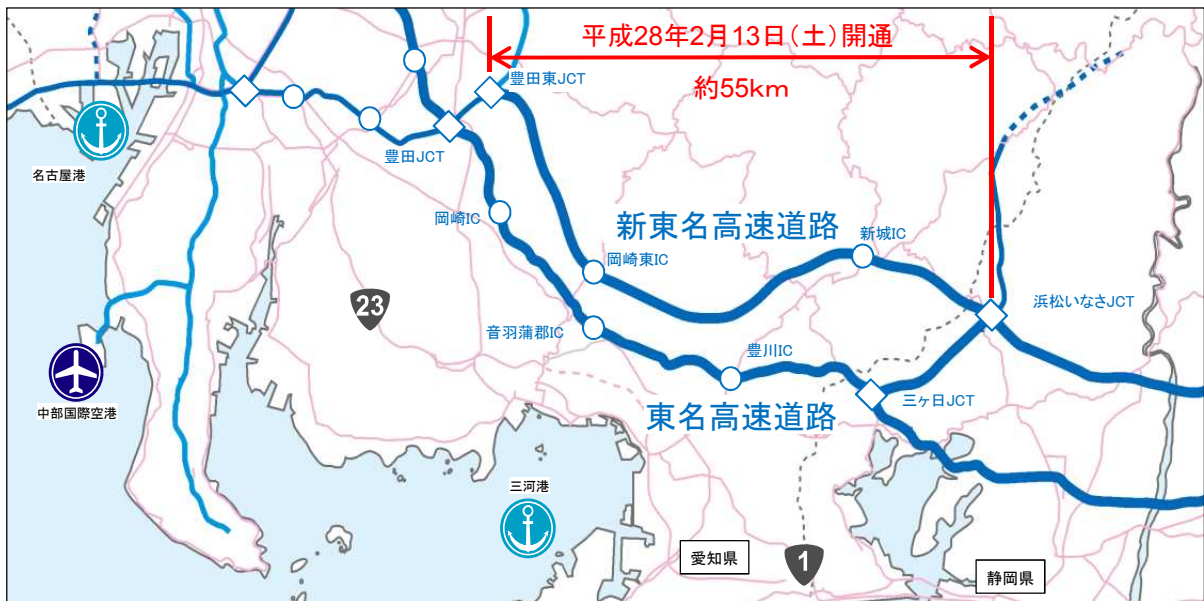 平成28年2月13日(土)開通
約55km
豊田東JCT
名古屋港
豊田JCT
岡崎IC
新東名高速道路
新城IC
岡崎東IC
23
浜松いなさJCT
音羽蒲郡IC
豊川IC
中部国際空港
東名高速道路
三ヶ日JCT
三河港
愛知県
1
静岡県